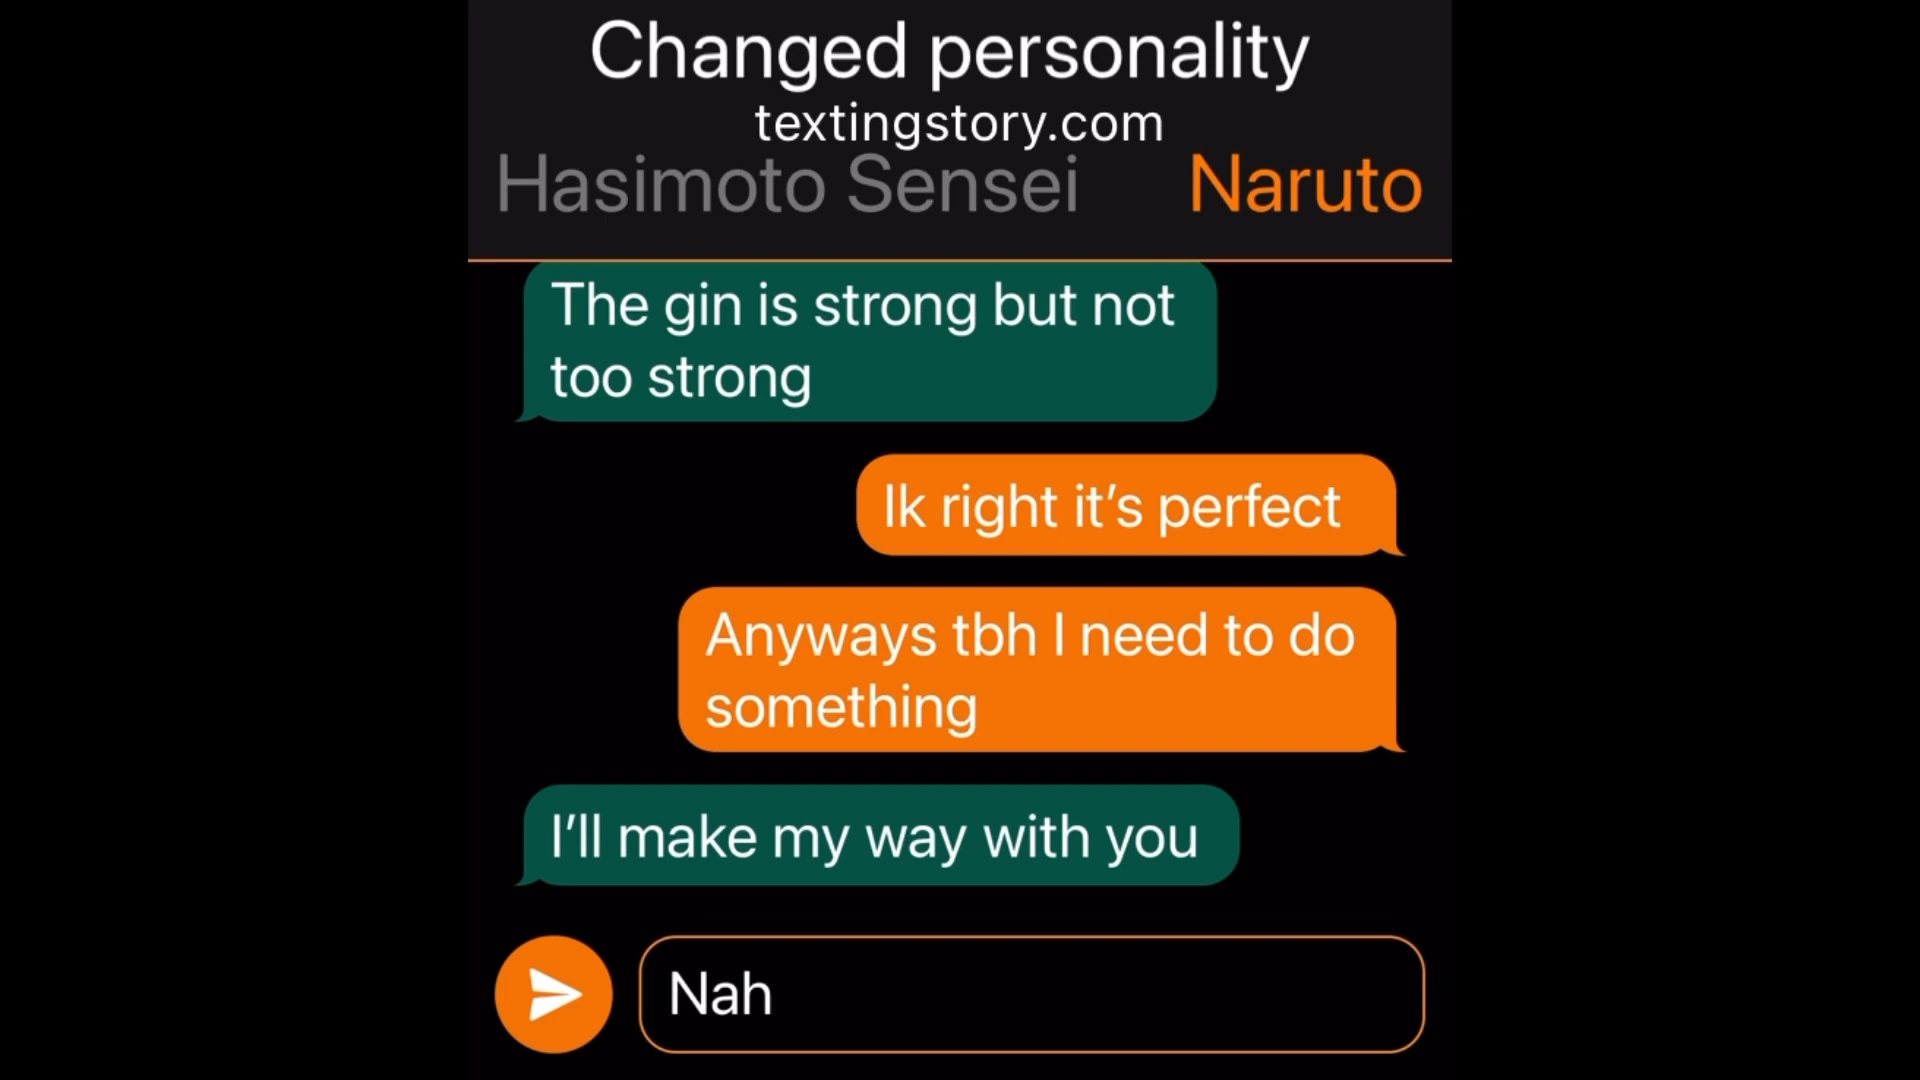 Changed personality
textingstory.com
Hasimoto Sensei Naruto
The gin is strong but not
too strong
Ik right it’s perfect
Anyways tbh I need to do
something
I’ll make my way with you
Nah